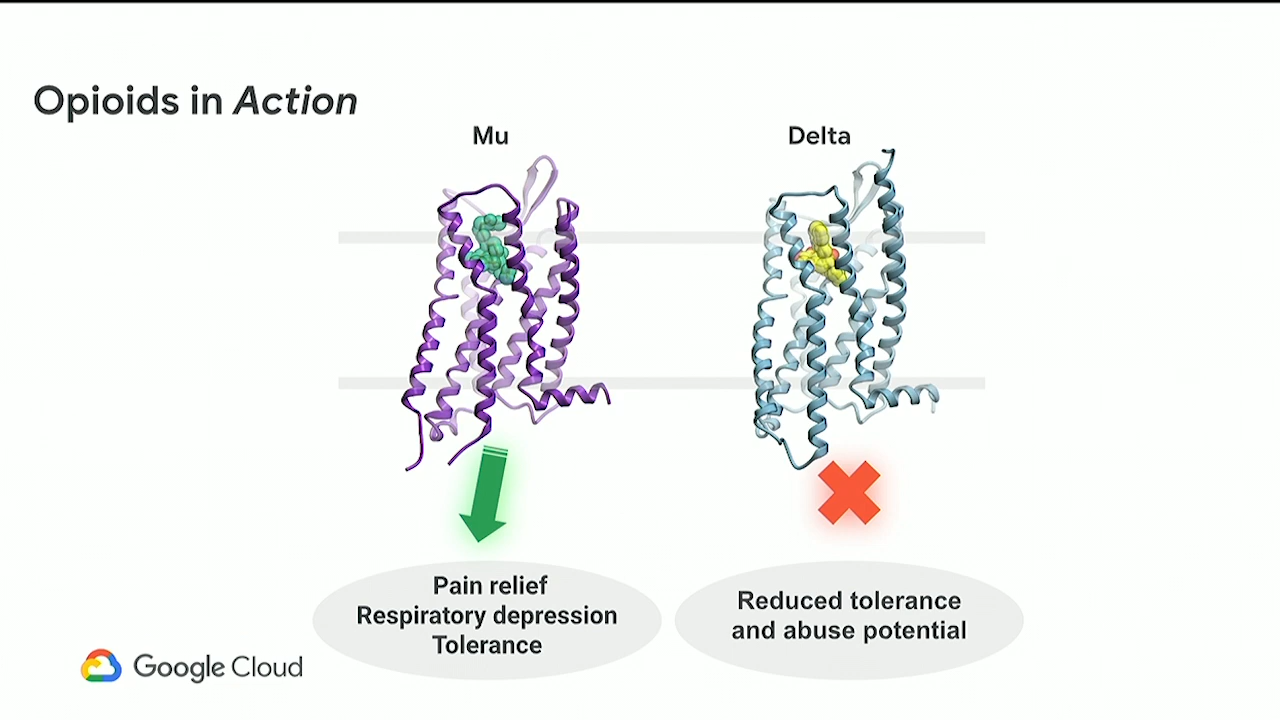 Opioids in Action
Mu
Delta
Pain relief
Respiratory depression
Tolerance
Reduced tolerance
and abuse potential
Google Cloud